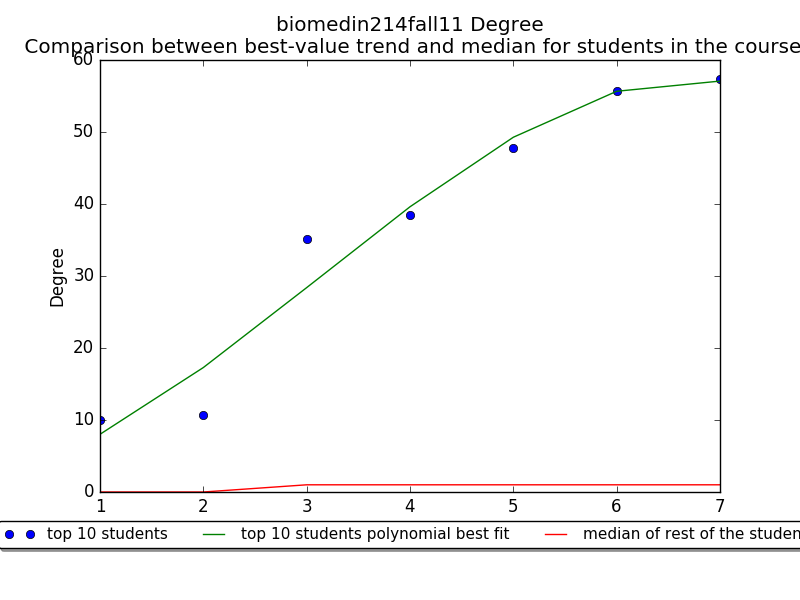 biomedin214fall11 Degree
Comparison between best-value trend and median for students in the course
60
50
40
30
20
10
0
Degree
1 2 3 4 5 6 7
top 10 students top 10 students polynomial best fit median of rest of the studen